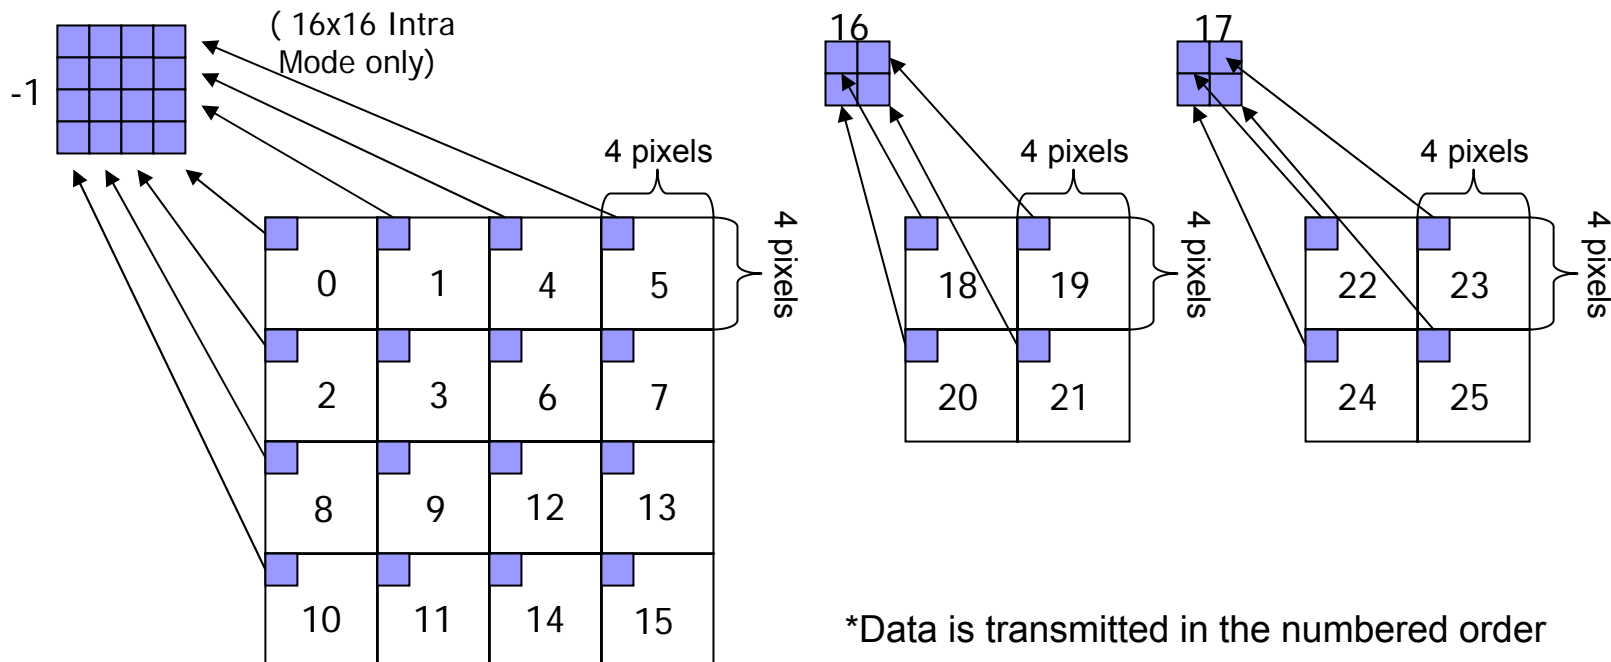 ( 16x16 Intra
Mode only)
-1
16
17
4 pixels
4 pixels
4 pixels
4 pixels
4 pixels
4 pixels
0 1 4 5
2 3 6 7
8 9 12 13
10 11 14 15
18 19
20 21
22 23
24 25
*Data is transmitted in the numbered order